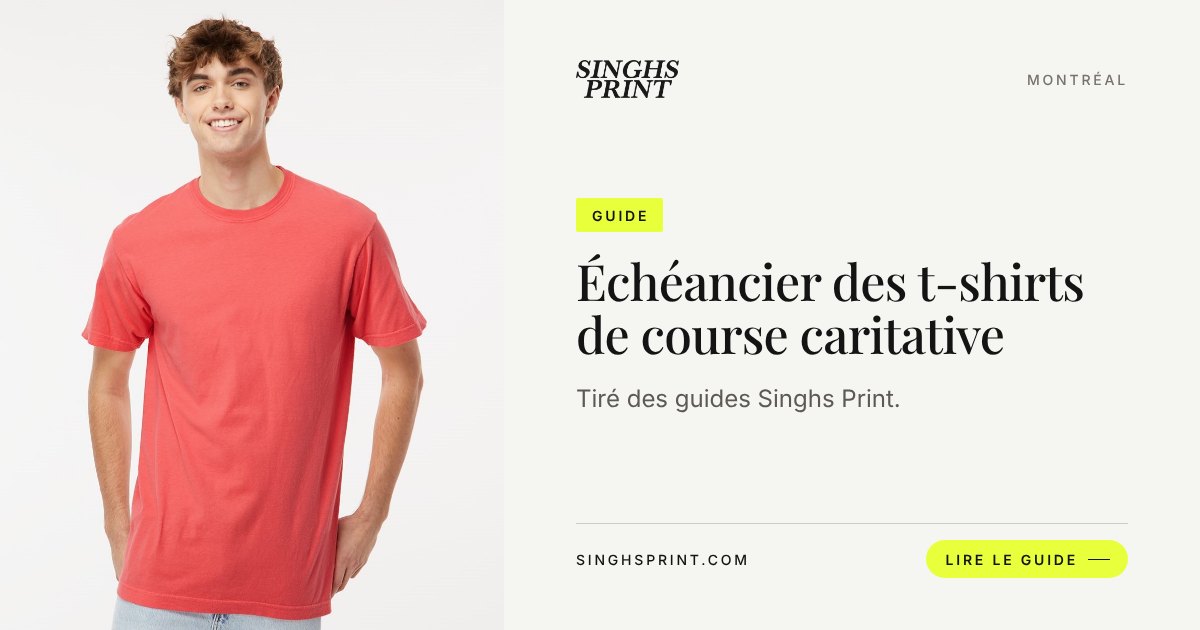 SINGHS
PRINT
MONTRÉAL
GUIDE
Échéancier des t-shirts
de course caritative
Tiré des guides Singhs Print.
SINGHSPRINT.COM
LIRE LE GUIDE —